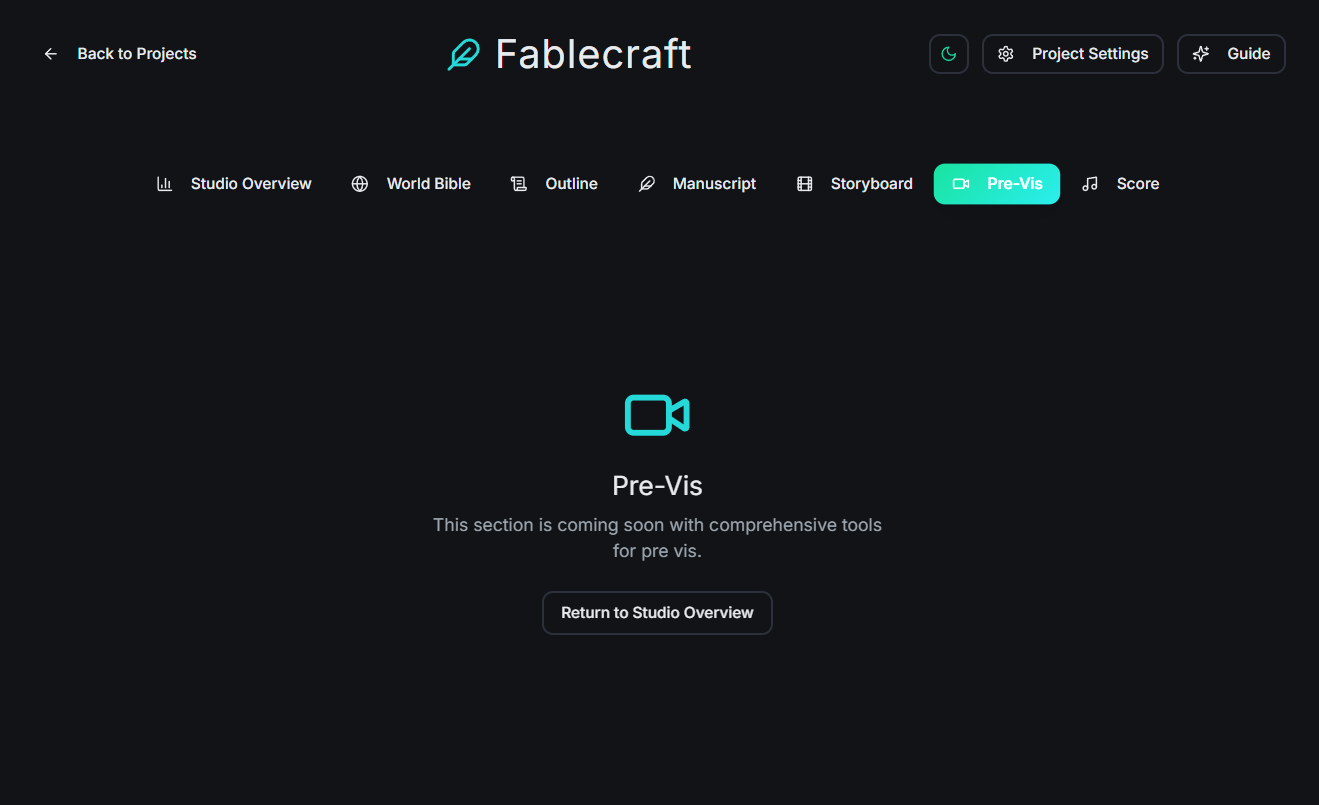 Back to Projects
Fablecraft
Project Settings
Guide
Studio Overview
World Bible
Outline
Manuscript
Storyboard
Pre-Vis
Score
Pre-Vis
This section is coming soon with comprehensive tools
for pre vis.
Return to Studio Overview